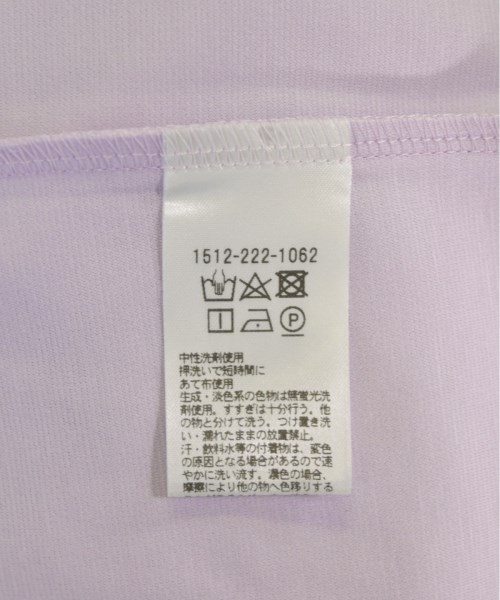 1512-222-1062
P
中性洗剤使用
押洗いで短時間に
あて布使用
生成・淡色系の色物は無蛍光洗
剤使用。すすぎは十分行う。他
の物と分けて洗う。つけ置き洗
い・濡れたままの放置禁止。
汗・飲料水等の付着物は、変色
の原因となる場合があるので速
やかに洗い流す。濃色の場合、
摩擦により他の物へ色移りする